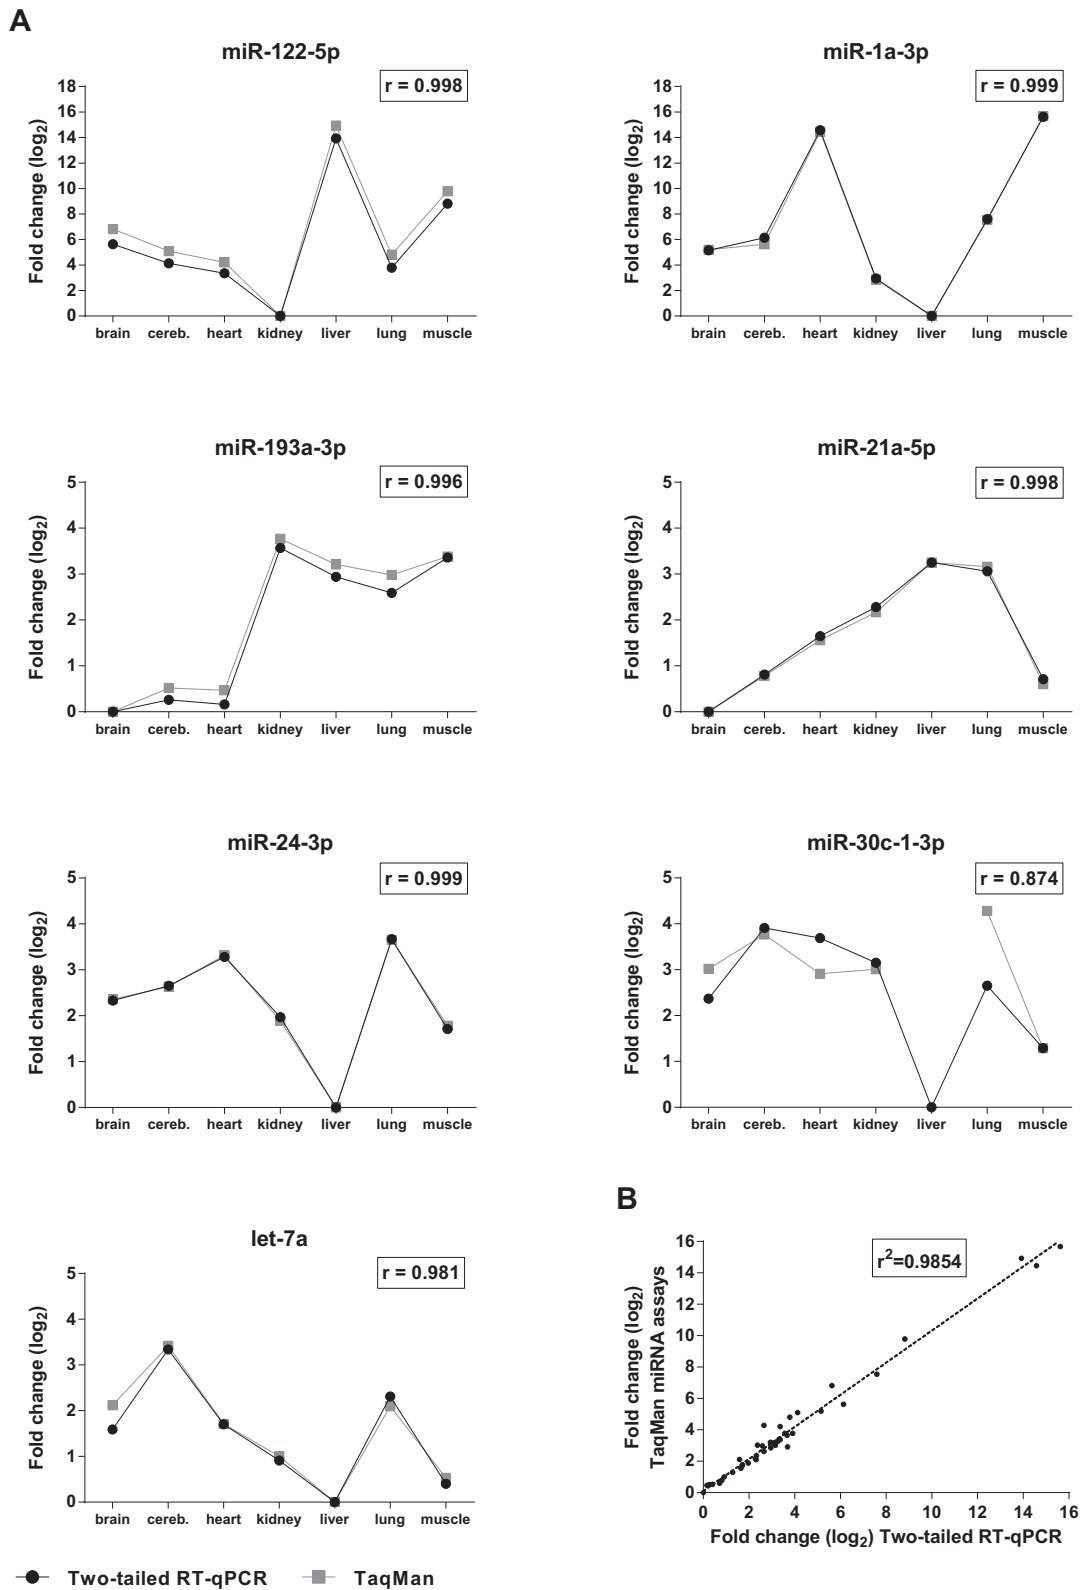 A
miR-122-5p
r = 0.998
Fold change (log2)
18
16
14
12
10
8
6
4
2
0
brain cereb. heart kidney liver lung muscle
miR-1a-3p
r = 0.999
Fold change (log2)
18
16
14
12
10
8
6
4
2
0
brain cereb. heart kidney liver lung muscle
miR-193a-3p
r = 0.996
Fold change (log2)
5
4
3
2
1
0
brain cereb. heart kidney liver lung muscle
miR-21a-5p
r = 0.998
Fold change (log2)
5
4
3
2
1
0
brain cereb. heart kidney liver lung muscle
miR-24-3p
r = 0.999
Fold change (log2)
5
4
3
2
1
0
brain cereb. heart kidney liver lung muscle
miR-30c-1-3p
r = 0.874
Fold change (log2)
5
4
3
2
1
0
brain cereb. heart kidney liver lung muscle
let-7a
r = 0.981
Fold change (log2)
5
4
3
2
1
0
brain cereb. heart kidney liver lung muscle
B
r²=0.9854
Fold change (log2)
TaqMan miRNA assays
16
14
12
10
8
6
4
2
0
0 2 4 6 8 10 12 14 16
Fold change (log2) Two-tailed RT-qPCR
Two-tailed RT-qPCR TaqMan